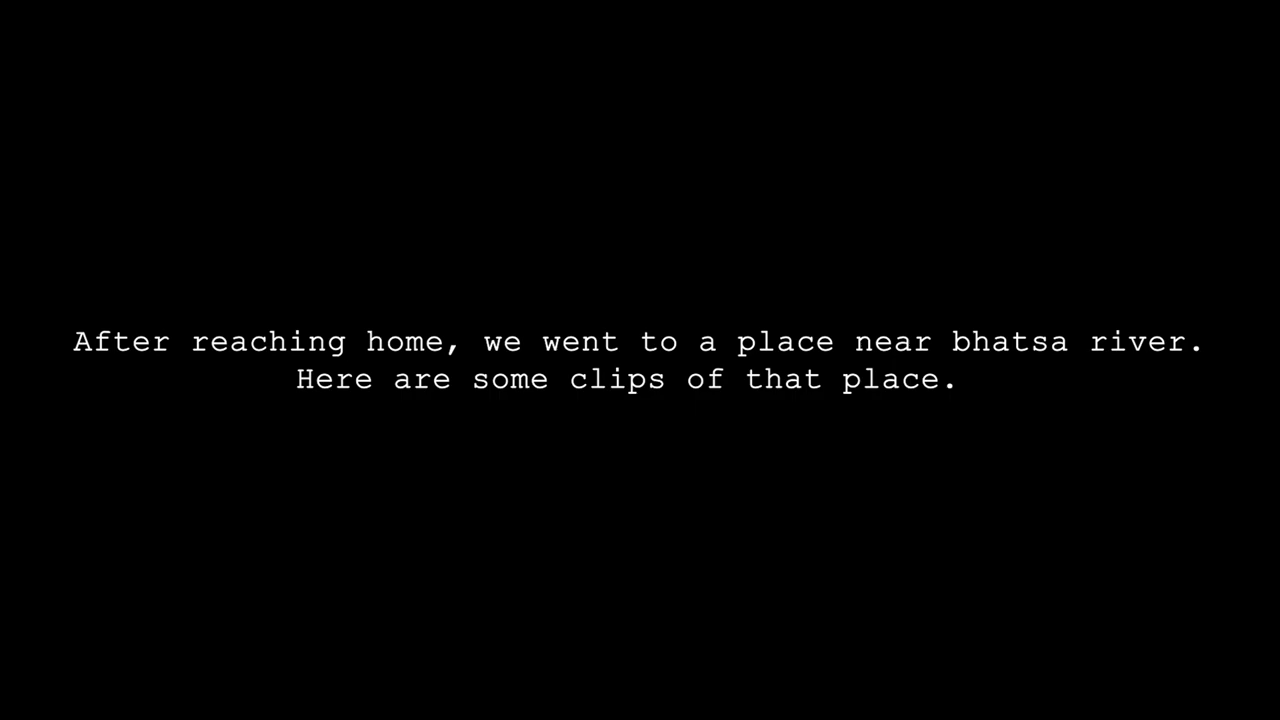 After reaching home, we went to a place near bhatsa river.
Here are some clips of that place.